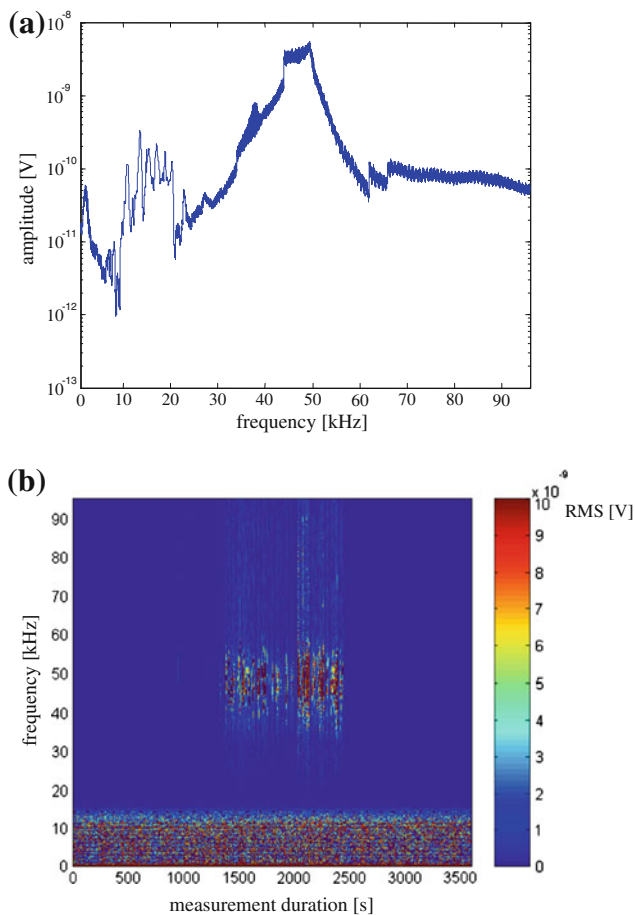 (a)
amplitude [V]
10⁻⁸
10⁻⁹
10⁻¹⁰
10⁻¹¹
10⁻¹²
10⁻¹³
0 10 20 30 40 50 60 70 80 90
frequency [kHz]
(b)
frequency [kHz]
90
80
70
60
50
40
30
20
10
0
0 500 1000 1500 2000 2500 3000 3500
measurement duration [s]
x 10⁻⁹
10
9
8
7
6
5
4
3
2
1
0
RMS [V]